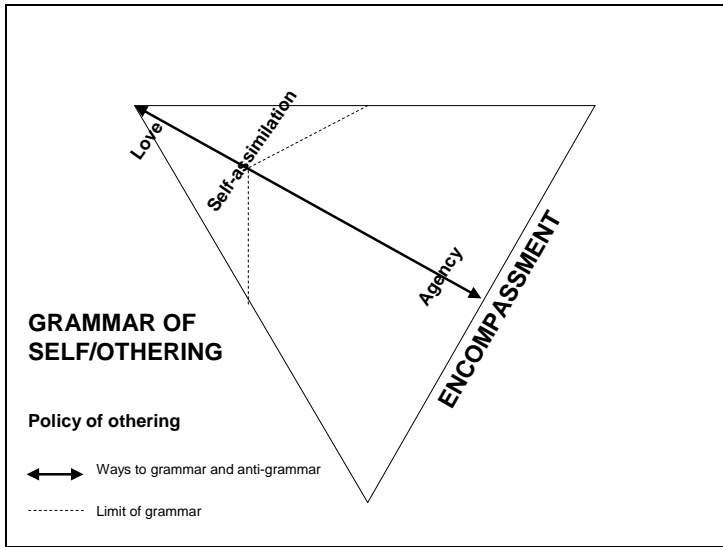 Love
Self-assimilation
Agency
ENCOMPASSMENT
GRAMMAR OF
SELF/OTHERING
Policy of othering
Ways to grammar and anti-grammar
Limit of grammar